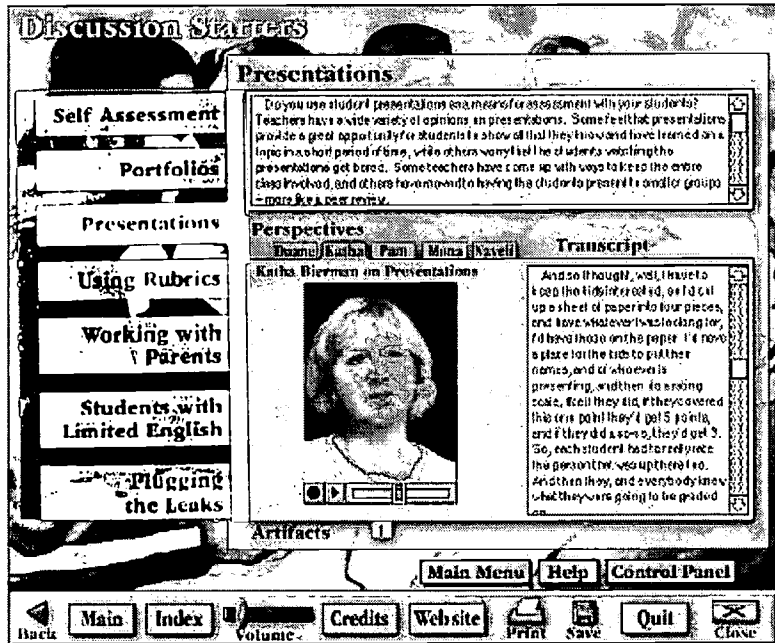 Discussion Starters
Presentations
Self Assessment
Portfolios
Presentations
Using Rubrics
Working with
Parents
Students with
Limited English
Plugging
the Leaks
Do you use student presentations as a means for assessment with your students?
Teachers have a wide variety of opinions on presentations. Some feel that presentations
provide a great opportunity for students to show all that they know and have learned on a
topic in a short period of time, while others worry that the students watching the
presentations get bored. Some teachers have come up with ways to keep the entire
class involved, and others have moved to having the students present to smaller groups
- more like a peer review.
Perspectives
Duane Katha Pam Mona Nayeli
Transcript
Katha Bierman on Presentations
And so I thought, well, I have to
keep the kids interested, so I'd cut
up a sheet of paper into four pieces,
and have whatever I was looking for,
I'd have those on the paper. I'd have
a place for the kids to put their
names, and of whoever is
presenting, and then do a rating
scale, if they did, if they covered
this one point they'd get 5 points,
and if they did a so-so, they'd get 3.
So, each student had to really rate
the person that was up there too.
And then they, and everybody knew
what they were going to be graded
on
Artifacts 1
Main Menu Help Control Panel
Back Main Index Volume Credits Website Print Save Quit Close